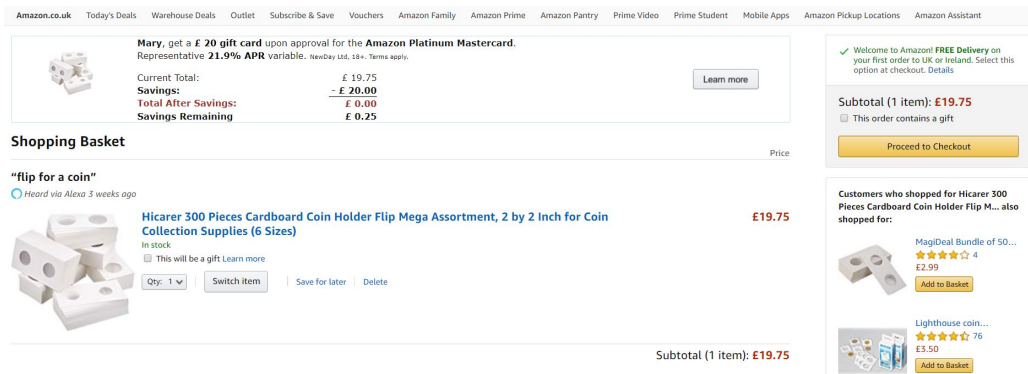 Amazon.co.uk Today's Deals Warehouse Deals Outlet Subscribe & Save Vouchers Amazon Family Amazon Prime Amazon Pantry Prime Video Prime Student Mobile Apps Amazon Pickup Locations Amazon Assistant
Mary, get a £ 20 gift card upon approval for the Amazon Platinum Mastercard.
Representative 21.9% APR variable. NewDay Ltd, 18+. Terms apply.
Current Total: £ 19.75
Savings: - £ 20.00
Total After Savings: £ 0.00
Savings Remaining £ 0.25
Learn more
Welcome to Amazon! FREE Delivery on
your first order to UK or Ireland. Select this
option at checkout. Details
Subtotal (1 item): £19.75
This order contains a gift
Proceed to Checkout
Shopping Basket
Price
“flip for a coin”
Heard via Alexa 3 weeks ago
Hicarer 300 Pieces Cardboard Coin Holder Flip Mega Assortment, 2 by 2 Inch for Coin
Collection Supplies (6 Sizes)
£19.75
In stock
This will be a gift Learn more
Qty: 1 Switch item Save for later Delete
Subtotal (1 item): £19.75
Customers who shopped for Hicarer 300
Pieces Cardboard Coin Holder Flip M... also
shopped for:
MagiDeal Bundle of 50...
4
£2.99
Add to Basket
Lighthouse coin...
76
£3.50
Add to Basket